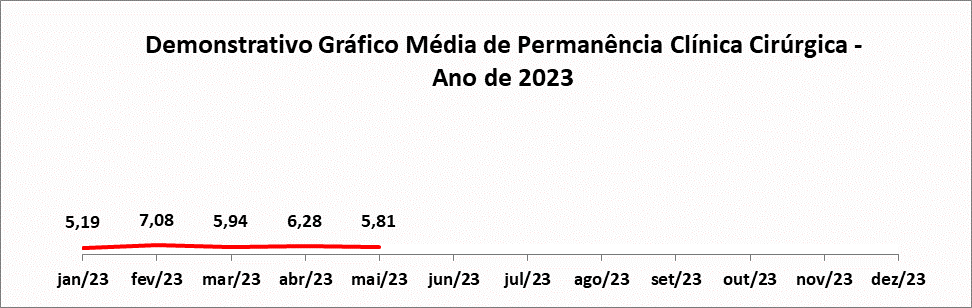 Demonstrativo Gráfico Média de Permanência Clínica Cirúrgica -
Ano de 2023
5,19 7,08 5,94 6,28 5,81
jan/23 fev/23 mar/23 abr/23 mai/23 jun/23 jul/23 ago/23 set/23 out/23 nov/23 dez/23